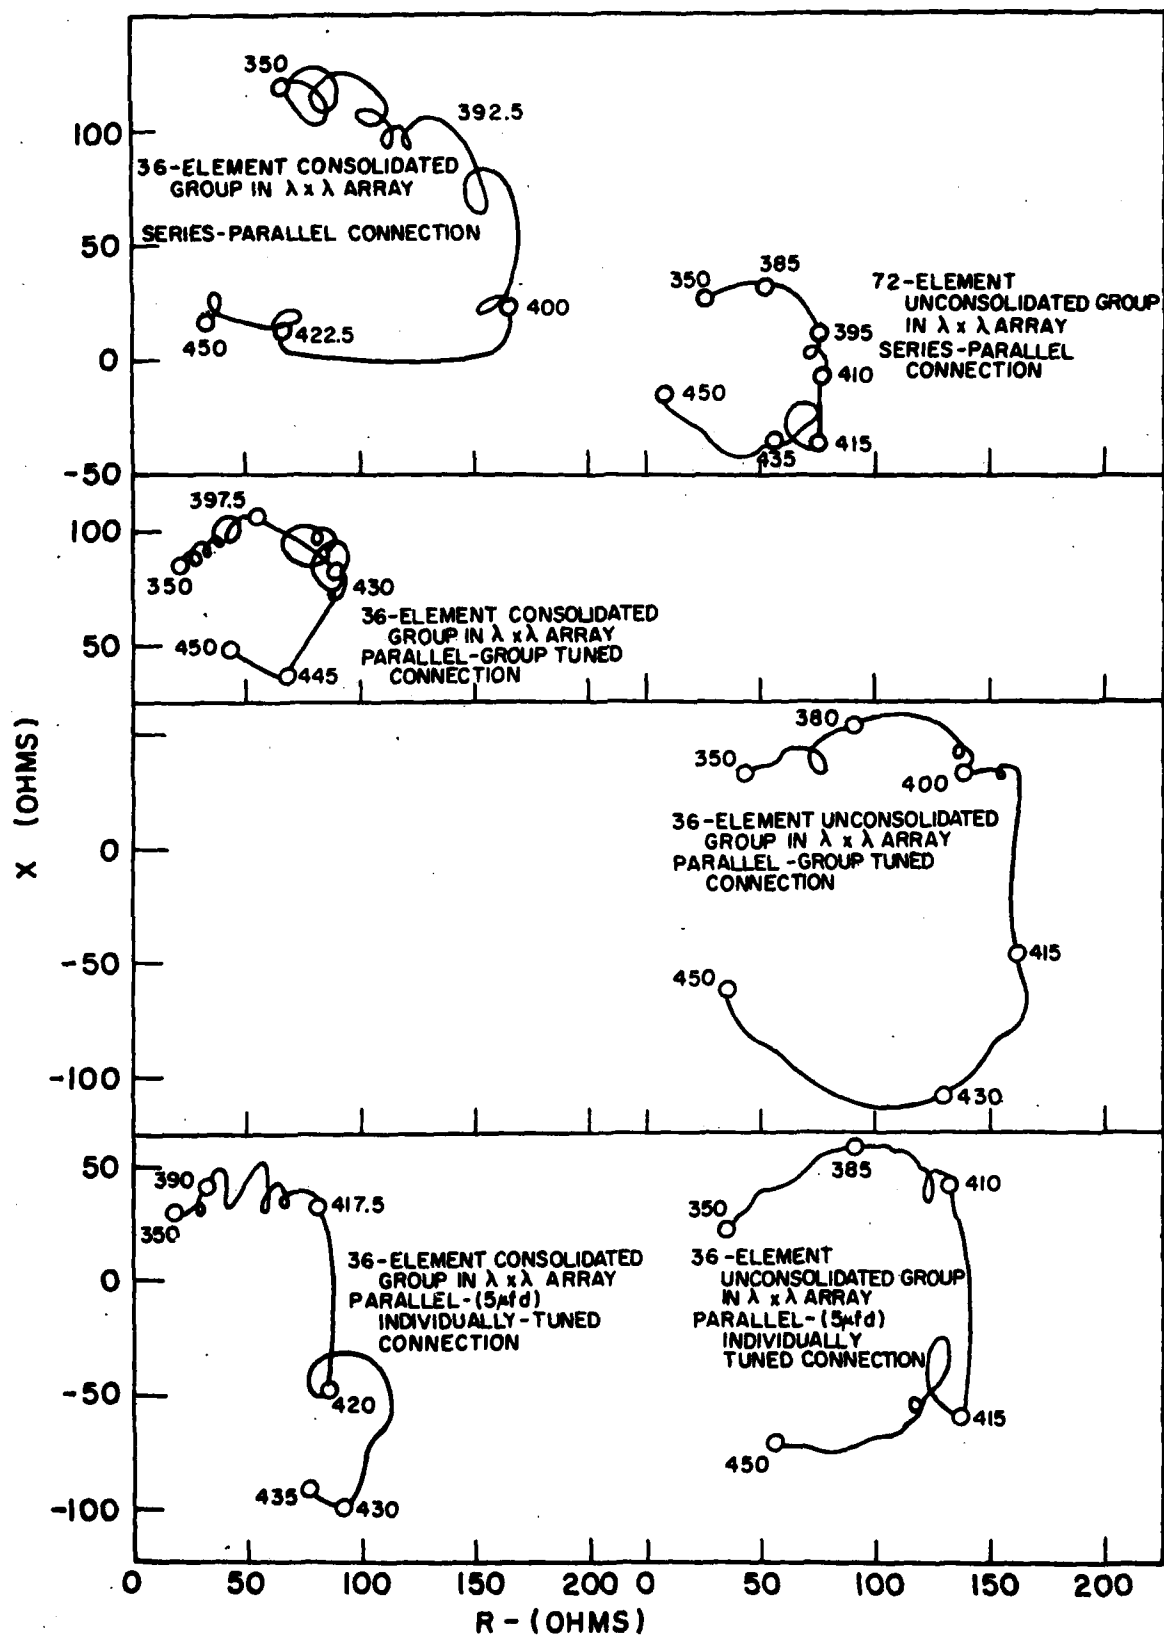 350
392.5
100
36-ELEMENT CONSOLIDATED
GROUP IN λ x λ ARRAY
SERIES-PARALLEL CONNECTION
50
400
450
422.5
0
-50
350
385
72-ELEMENT
UNCONSOLIDATED GROUP
IN λ x λ ARRAY
SERIES-PARALLEL
CONNECTION
395
410
450
435
415
397.5
100
350
430
36-ELEMENT CONSOLIDATED
GROUP IN λ x λ ARRAY
PARALLEL-GROUP TUNED
CONNECTION
450
50
445
X (OHMS)
380
350
400
36-ELEMENT UNCONSOLIDATED
GROUP IN λ x λ ARRAY
PARALLEL-GROUP TUNED
CONNECTION
0
-50
415
450
-100
430
50
390
350
417.5
36-ELEMENT CONSOLIDATED
GROUP IN λ x λ ARRAY
PARALLEL-(5μfd)
INDIVIDUALLY-TUNED
CONNECTION
0
-50
420
435
430
-100
385
350
410
36-ELEMENT
UNCONSOLIDATED GROUP
IN λ x λ ARRAY
PARALLEL-(5μfd)
INDIVIDUALLY
TUNED CONNECTION
415
450
0 50 100 150 200 0 50 100 150 200
R-(OHMS)